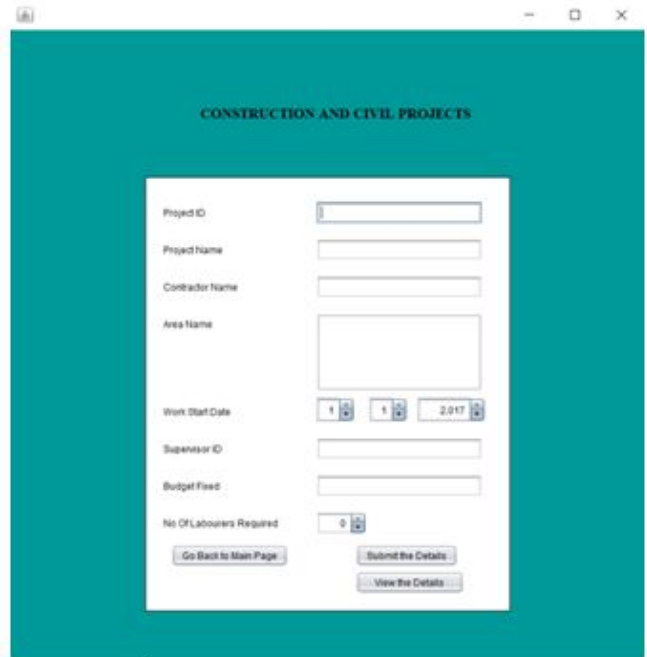 CONSTRUCTION AND CIVIL PROJECTS
Project ID
Project Name
Contractor Name
Area Name
Work Start Date 1 1 2,017
Supervisor ID
Budget Fixed
No Of Labourers Required 0
Go Back to Main Page Submit the Details
View the Details